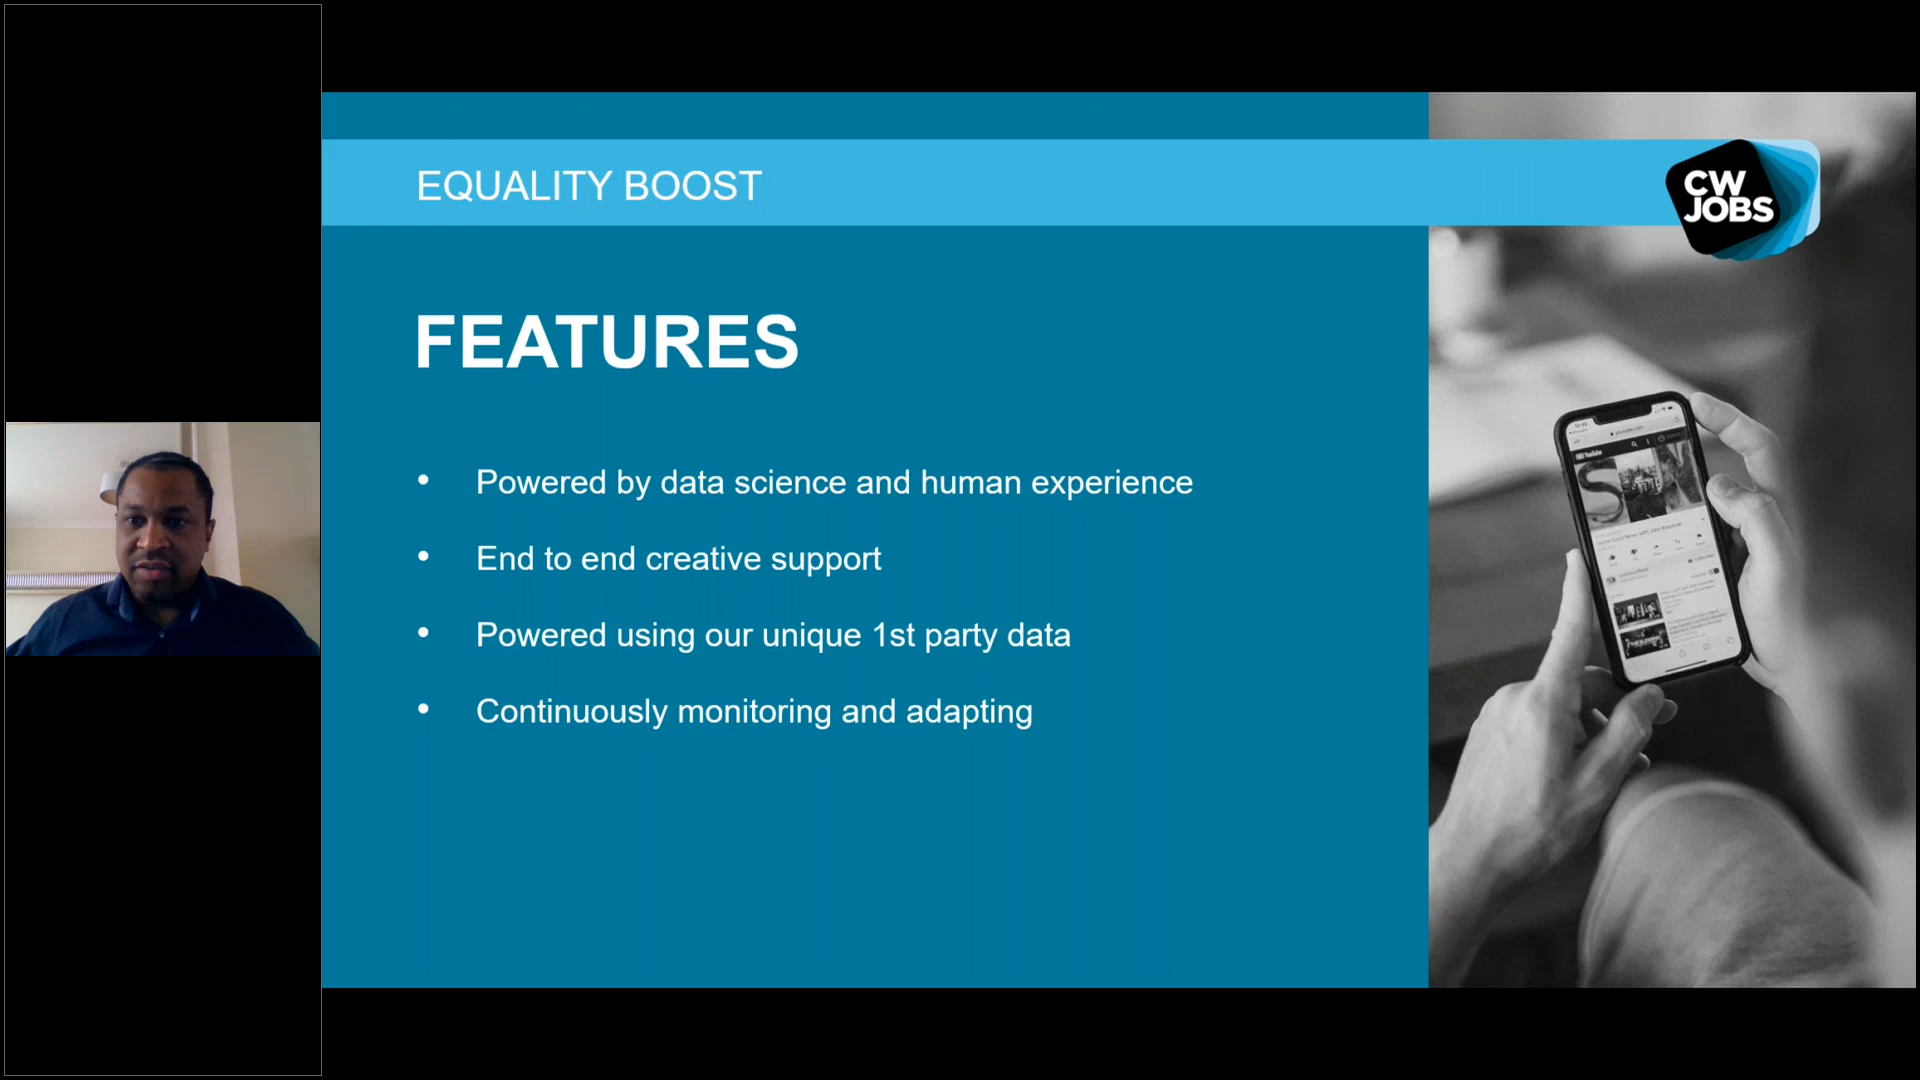 EQUALITY BOOST
CW
JOBS
FEATURES
• Powered by data science and human experience
• End to end creative support
• Powered using our unique 1st party data
• Continuously monitoring and adapting
YouTube